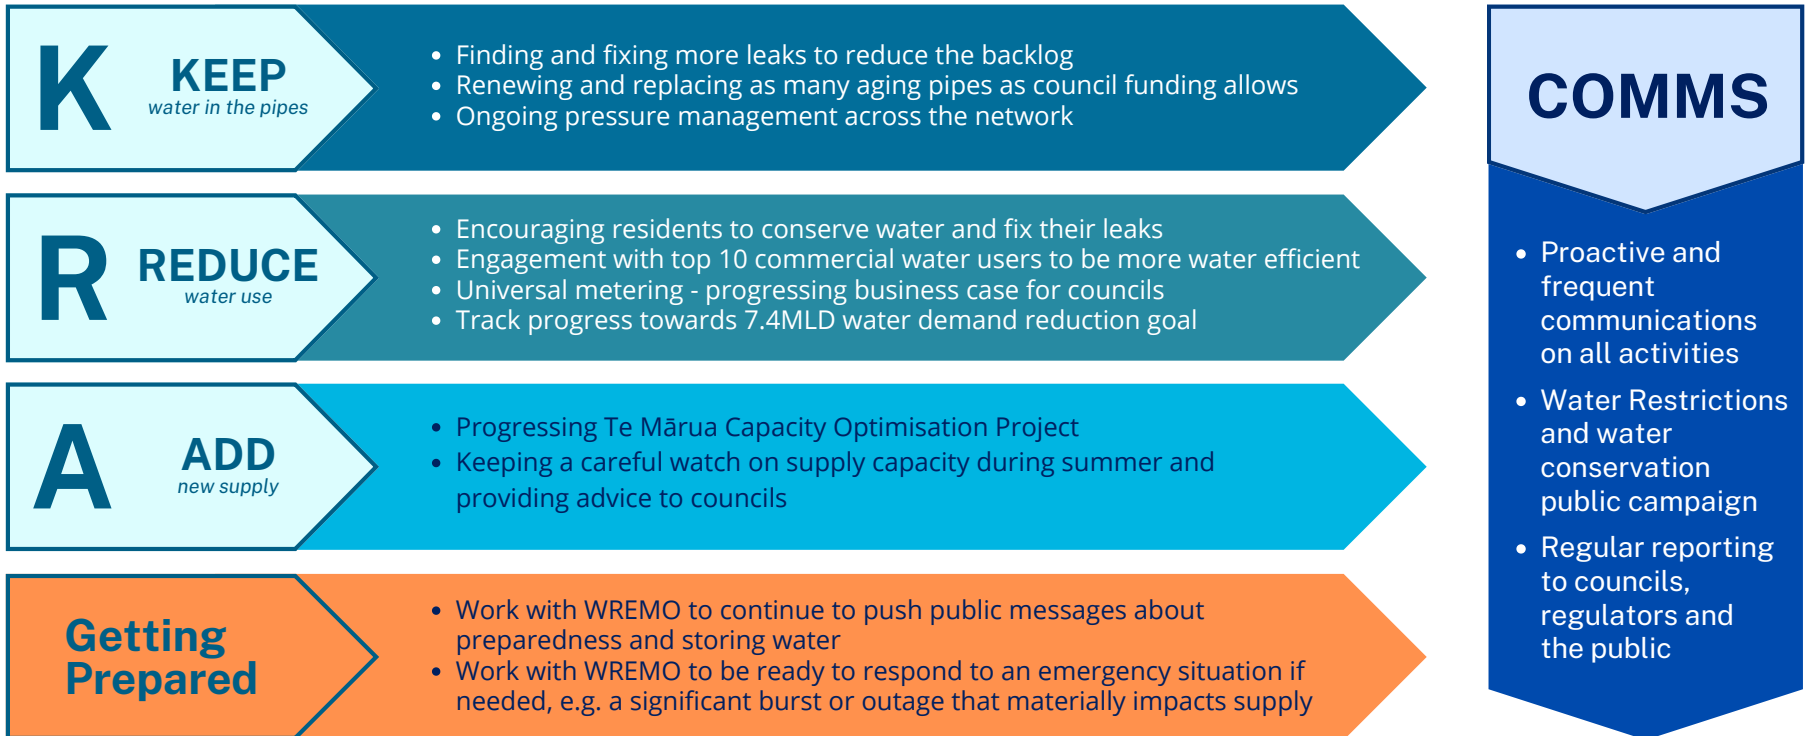 K
KEEP
water in the pipes
• Finding and fixing more leaks to reduce the backlog
• Renewing and replacing as many aging pipes as council funding allows
• Ongoing pressure management across the network
R
REDUCE
water use
• Encouraging residents to conserve water and fix their leaks
• Engagement with top 10 commercial water users to be more water efficient
• Universal metering - progressing business case for councils
• Track progress towards 7.4MLD water demand reduction goal
A
ADD
new supply
• Progressing Te Mārua Capacity Optimisation Project
• Keeping a careful watch on supply capacity during summer and
providing advice to councils
Getting
Prepared
• Work with WREMO to continue to push public messages about
preparedness and storing water
• Work with WREMO to be ready to respond to an emergency situation if
needed, e.g. a significant burst or outage that materially impacts supply
COMMS
• Proactive and
frequent
communications
on all activities
• Water Restrictions
and water
conservation
public campaign
• Regular reporting
to councils,
regulators and
the public